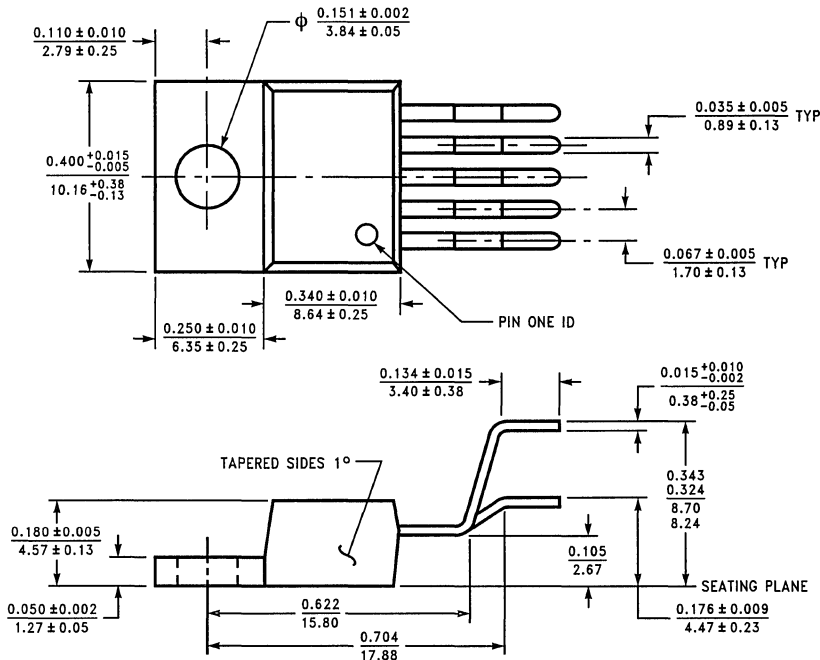 ϕ 0.151 ± 0.002
3.84 ± 0.05
0.110 ± 0.010
2.79 ± 0.25
0.035 ± 0.005 TYP
0.89 ± 0.13
0.400 +0.015 -0.005
10.16 +0.38 -0.13
0.067 ± 0.005 TYP
1.70 ± 0.13
0.340 ± 0.010
8.64 ± 0.25
PIN ONE ID
0.250 ± 0.010
6.35 ± 0.25
0.134 ± 0.015
3.40 ± 0.38
0.015 +0.010 -0.002
0.38 +0.25 -0.05
TAPERED SIDES 1°
0.343
0.324
8.70
8.24
0.180 ± 0.005
4.57 ± 0.13
0.105
2.67
SEATING PLANE
0.050 ± 0.002
1.27 ± 0.05
0.622
15.80
0.176 ± 0.009
4.47 ± 0.23
0.704
17.88